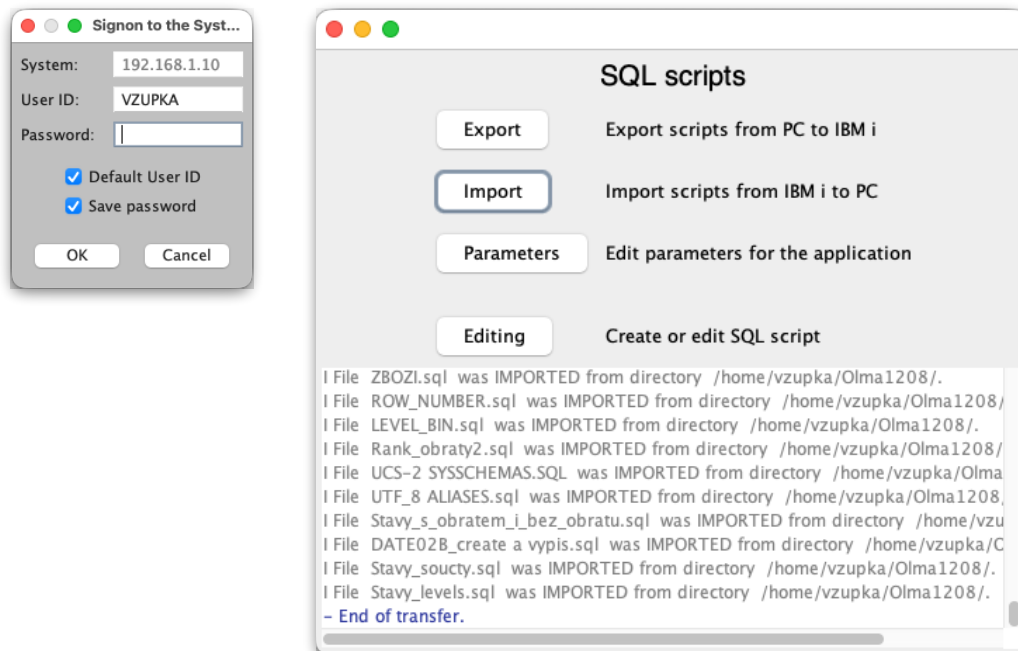 Signon to the Syst...
System: 192.168.1.10
User ID: VZUPKA
Password:
Default User ID
Save password
OK Cancel
SQL scripts
Export Export scripts from PC to IBM i
Import Import scripts from IBM i to PC
Parameters Edit parameters for the application
Editing Create or edit SQL script
I File ZBOZI.sql was IMPORTED from directory /home/vzupka/Olma1208/.
I File ROW_NUMBER.sql was IMPORTED from directory /home/vzupka/Olma1208/
I File LEVEL_BIN.sql was IMPORTED from directory /home/vzupka/Olma1208/.
I File Rank_obraty2.sql was IMPORTED from directory /home/vzupka/Olma1208/
I File UCS-2 SYSSCHEMAS.SQL was IMPORTED from directory /home/vzupka/Olma
I File UTF_8 ALIASES.sql was IMPORTED from directory /home/vzupka/Olma1208
I File Stavy_s_obratem_i_bez_obratu.sql was IMPORTED from directory /home/vzu
I File DATE02B_create a vypis.sql was IMPORTED from directory /home/vzupka/O
I File Stavy_soucty.sql was IMPORTED from directory /home/vzupka/Olma1208/.
I File Stavy_levels.sql was IMPORTED from directory /home/vzupka/Olma1208/.
– End of transfer.